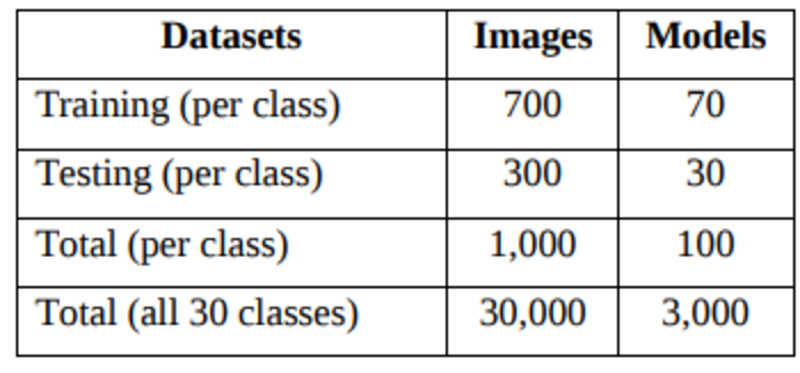 Datasets Images Models
Training (per class) 700 70
Testing (per class) 300 30
Total (per class) 1,000 100
Total (all 30 classes) 30,000 3,000